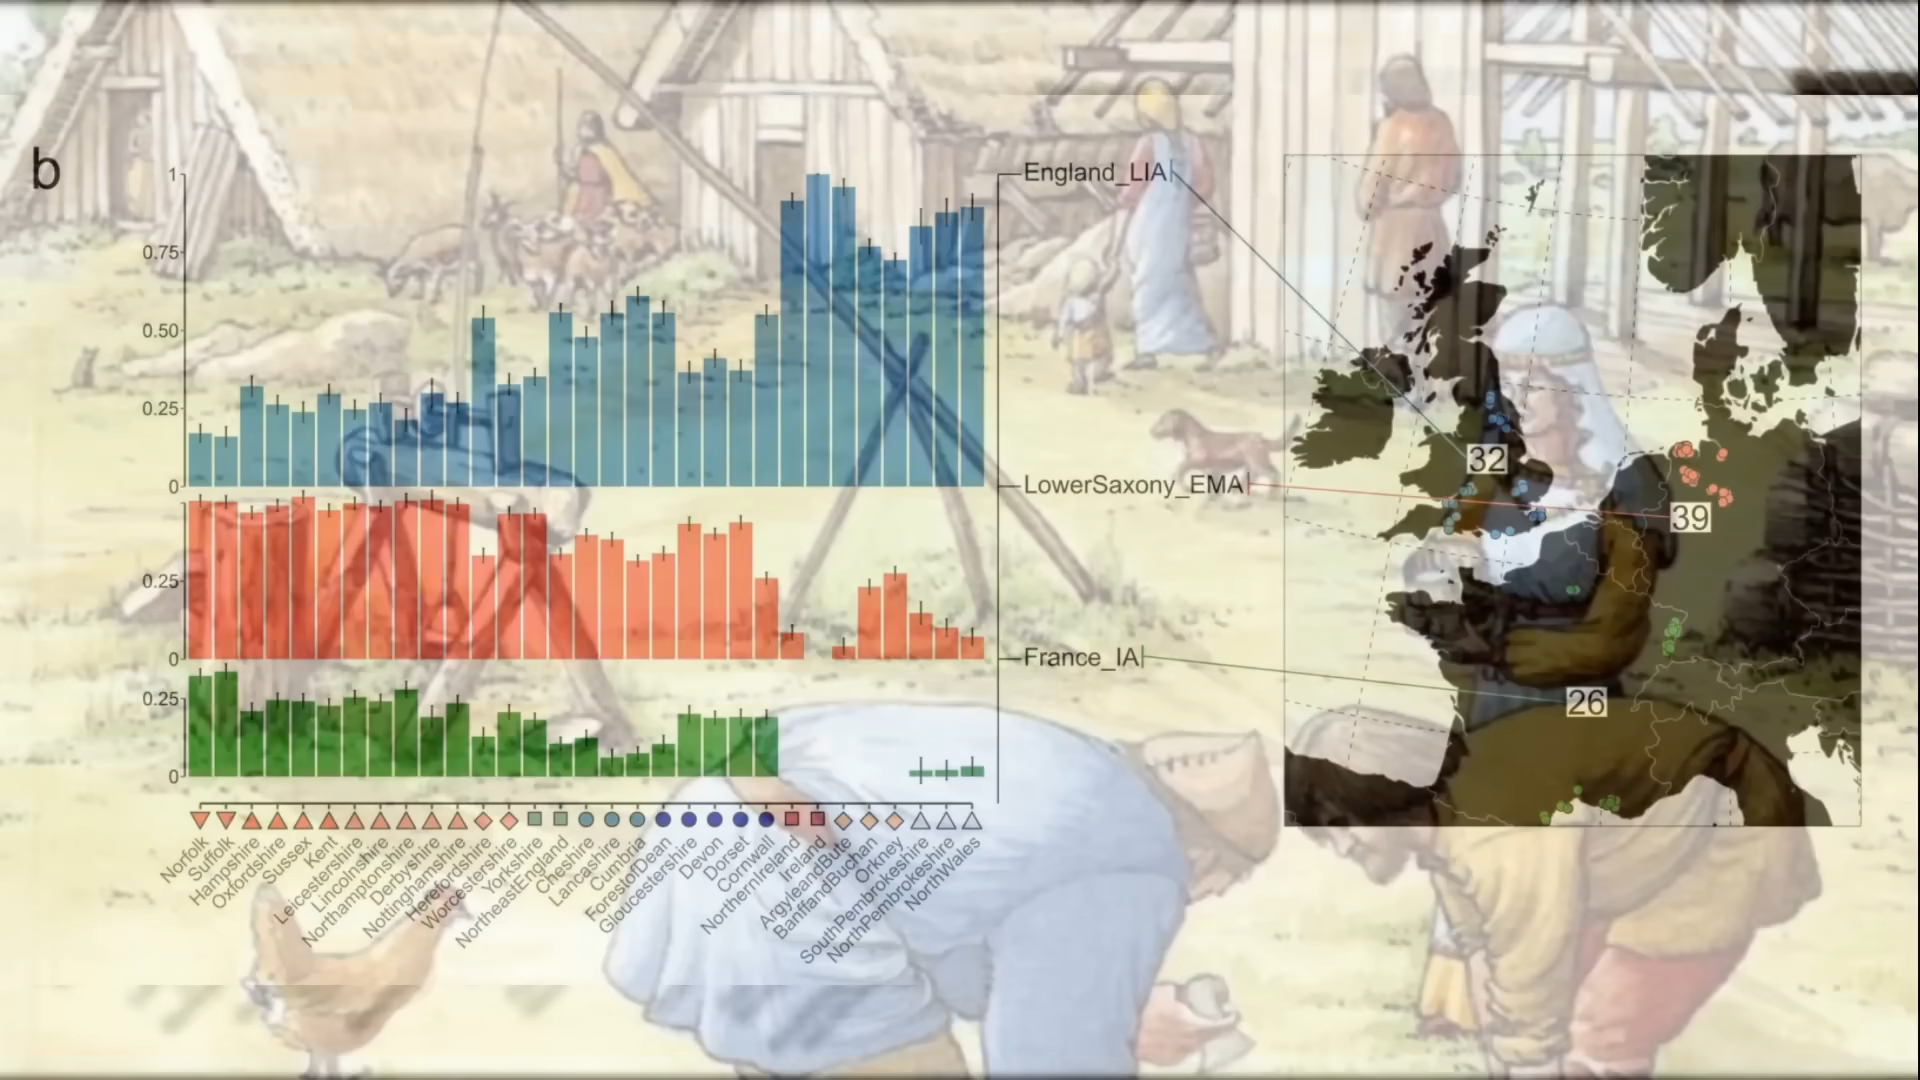 b
1
0.75
0.50
0.25
0
0.25
0
0.25
0
England_LIA
LowerSaxony_EMA
France_IA
32
39
26
Norfolk
Suffolk
Hampshire
Oxfordshire
Sussex
Kent
Leicestershire
Lincolnshire
Northamptonshire
Derbyshire
Nottinghamshire
Herefordshire
Worcestershire
Yorkshire
NortheastEngland
Cheshire
Lancashire
Cumbria
ForestofDean
Gloucestershire
Devon
Dorset
Cornwall
NorthernIreland
Ireland
ArgyleandBute
BanffandBuchan
Orkney
SouthPembrokeshire
NorthPembrokeshire
NorthWales